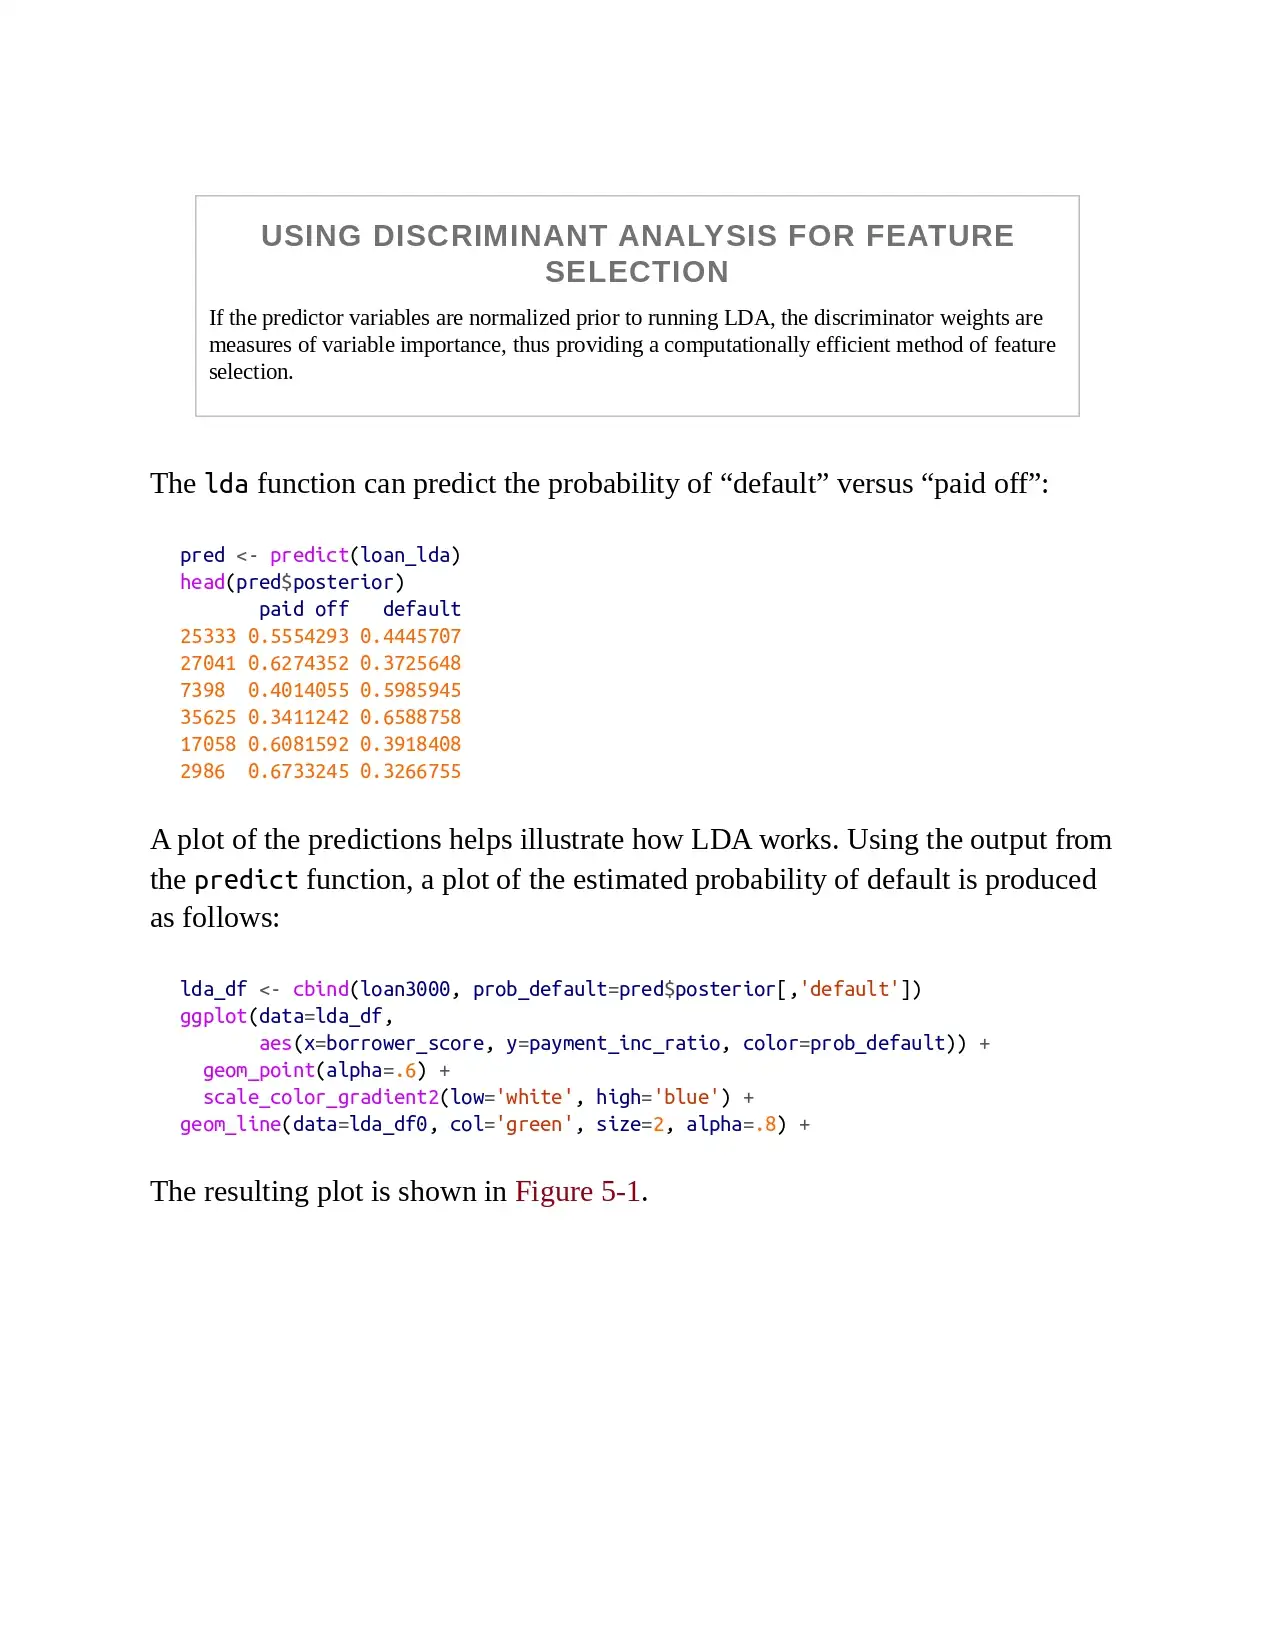 USING DISCRIMINANT ANALYSIS FOR FEATURE
SELECTION
If the predictor variables are normalized prior to running LDA, the discriminator weights are
measures of variable importance, thus providing a computationally efficient method of feature
selection.
The lda function can predict the probability of “default” versus “paid off”:
pred <- predict(loan_lda)
head(pred$posterior)
       paid off   default
25333 0.5554293 0.4445707
27041 0.6274352 0.3725648
7398  0.4014055 0.5985945
35625 0.3411242 0.6588758
17058 0.6081592 0.3918408
2986  0.6733245 0.3266755
A plot of the predictions helps illustrate how LDA works. Using the output from
the predict function, a plot of the estimated probability of default is produced
as follows:
lda_df <- cbind(loan3000, prob_default=pred$posterior[,'default'])
ggplot(data=lda_df,
       aes(x=borrower_score, y=payment_inc_ratio, color=prob_default)) +
  geom_point(alpha=.6) +
  scale_color_gradient2(low='white', high='blue') +
geom_line(data=lda_df0, col='green', size=2, alpha=.8) +
The resulting plot is shown in Figure 5-1.